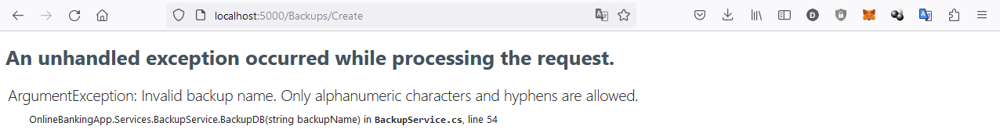 localhost:5000/Backups/Create
D
An unhandled exception occurred while processing the request.
ArgumentException: Invalid backup name. Only alphanumeric characters and hyphens are allowed.
OnlineBankingApp.Services.BackupService.BackupDB(string backupName) in BackupService.cs, line 54